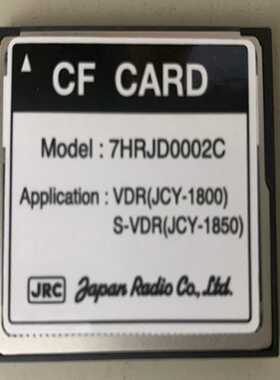 CF CARD
Model : 7HRJD0002C
Application : VDR(JCY-1800)
S-VDR(JCY-1850)
JRC Japan Radio Co., Ltd.